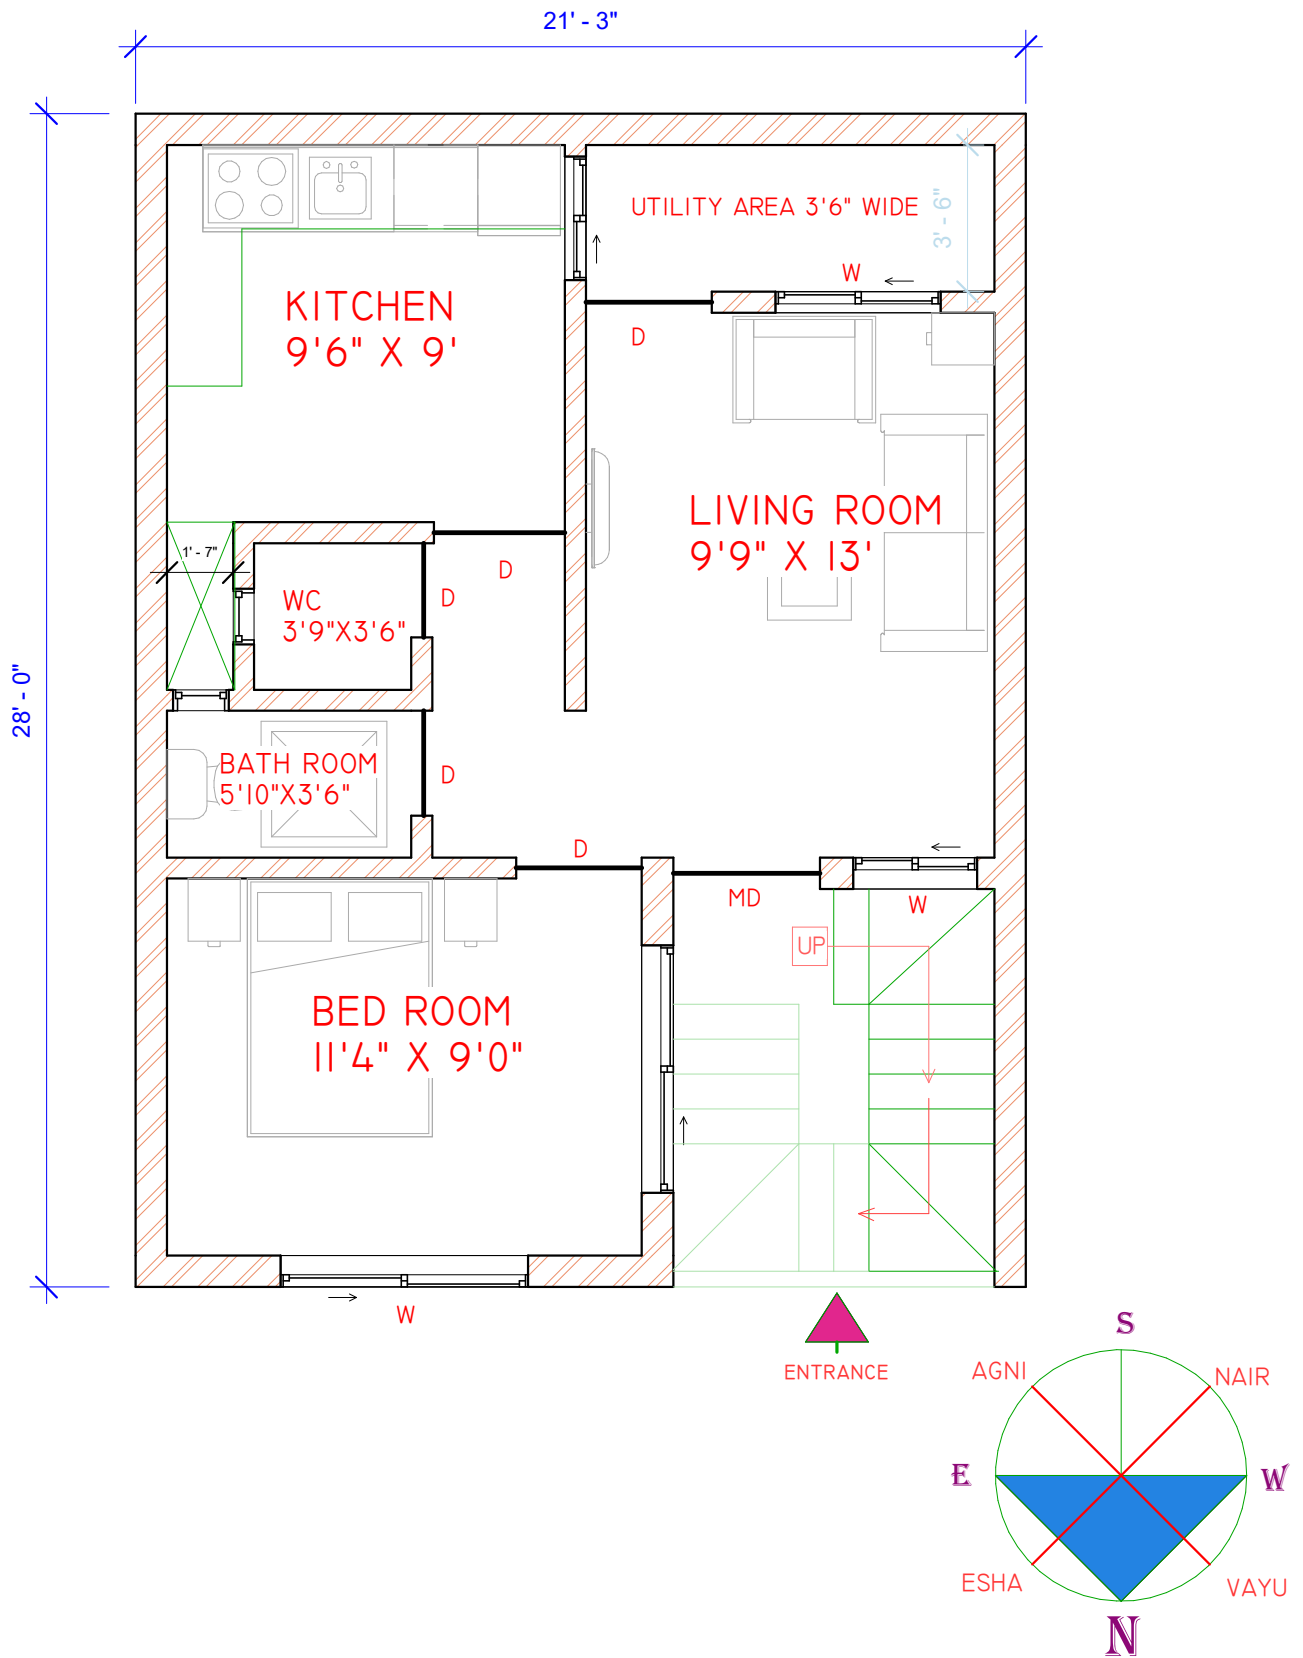 21' - 3"
UTILITY AREA 3'6" WIDE
3' - 6"
W
KITCHEN
9'6" X 9'
D
LIVING ROOM
9'9" X 13'
1' - 7"
D
WC
3'9"X3'6"
D
28' - 0"
BATH ROOM
5'10"X3'6"
D
D
MD
W
UP
BED ROOM
11'4" X 9'0"
W
ENTRANCE
S
AGNI
NAIR
E
W
ESHA
VAYU
N